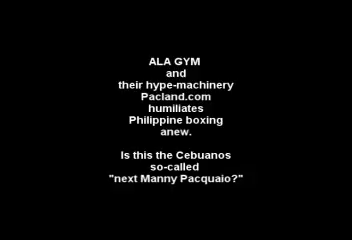 ALA GYM
and
their hype-machinery
Pacland.com
humiliates
Philippine boxing
anew.
Is this the Cebuanos
so-called
"next Manny Pacquaio?"